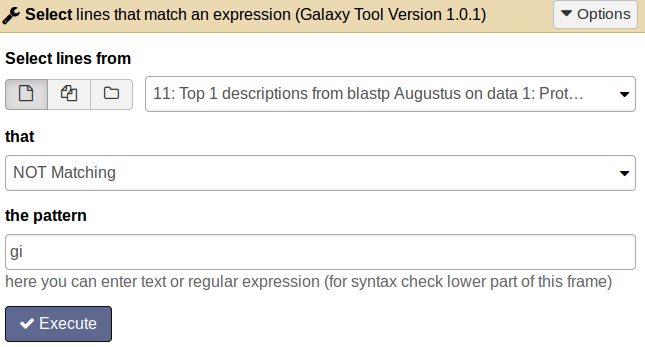 Select lines that match an expression (Galaxy Tool Version 1.0.1)
Options
Select lines from
11: Top 1 descriptions from blastp Augustus on data 1: Prot…
that
NOT Matching
the pattern
gi
here you can enter text or regular expression (for syntax check lower part of this frame)
Execute